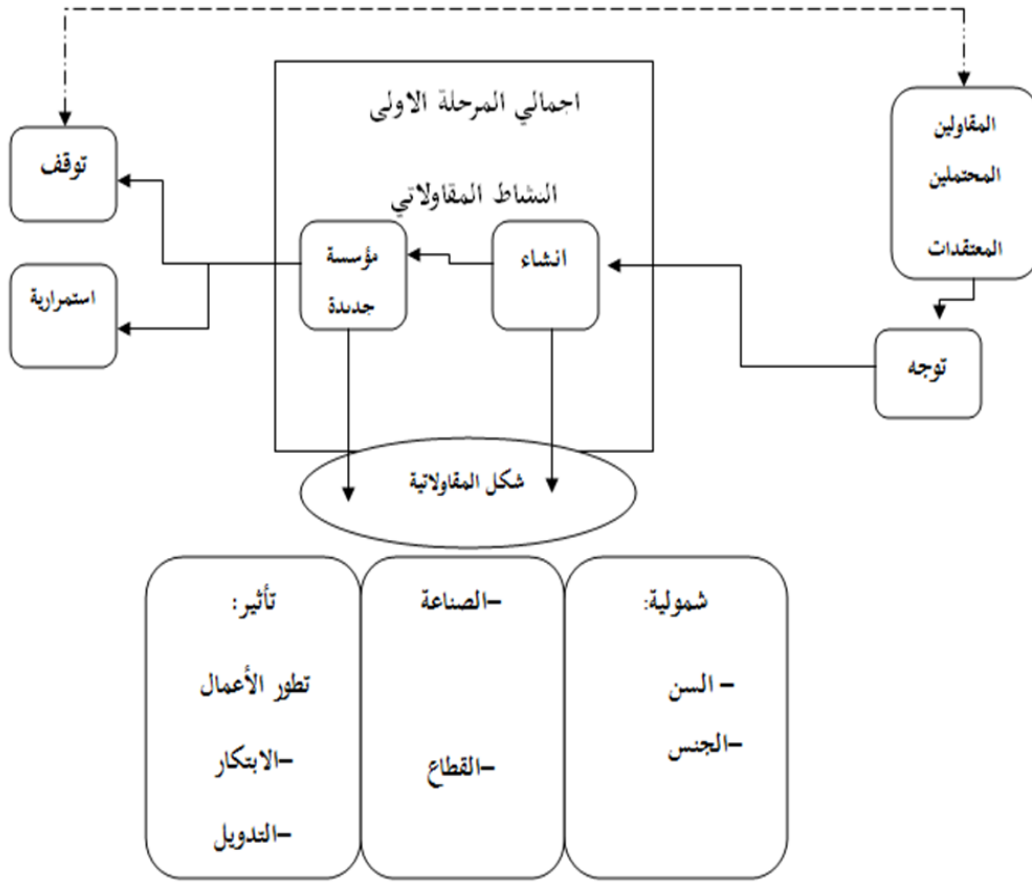 اجمالي المرحلة الاولى
النشاط المقاولاتي
المقاولين
المحتملين
المعتقدات
توجه
انشاء
مؤسسة
جديدة
توقف
استمرارية
شكل المقاولاتية
شمولية:
– السن
–الجنس
–الصناعة
–القطاع
تأثير:
تطور الأعمال
–الابتكار
–التدويل